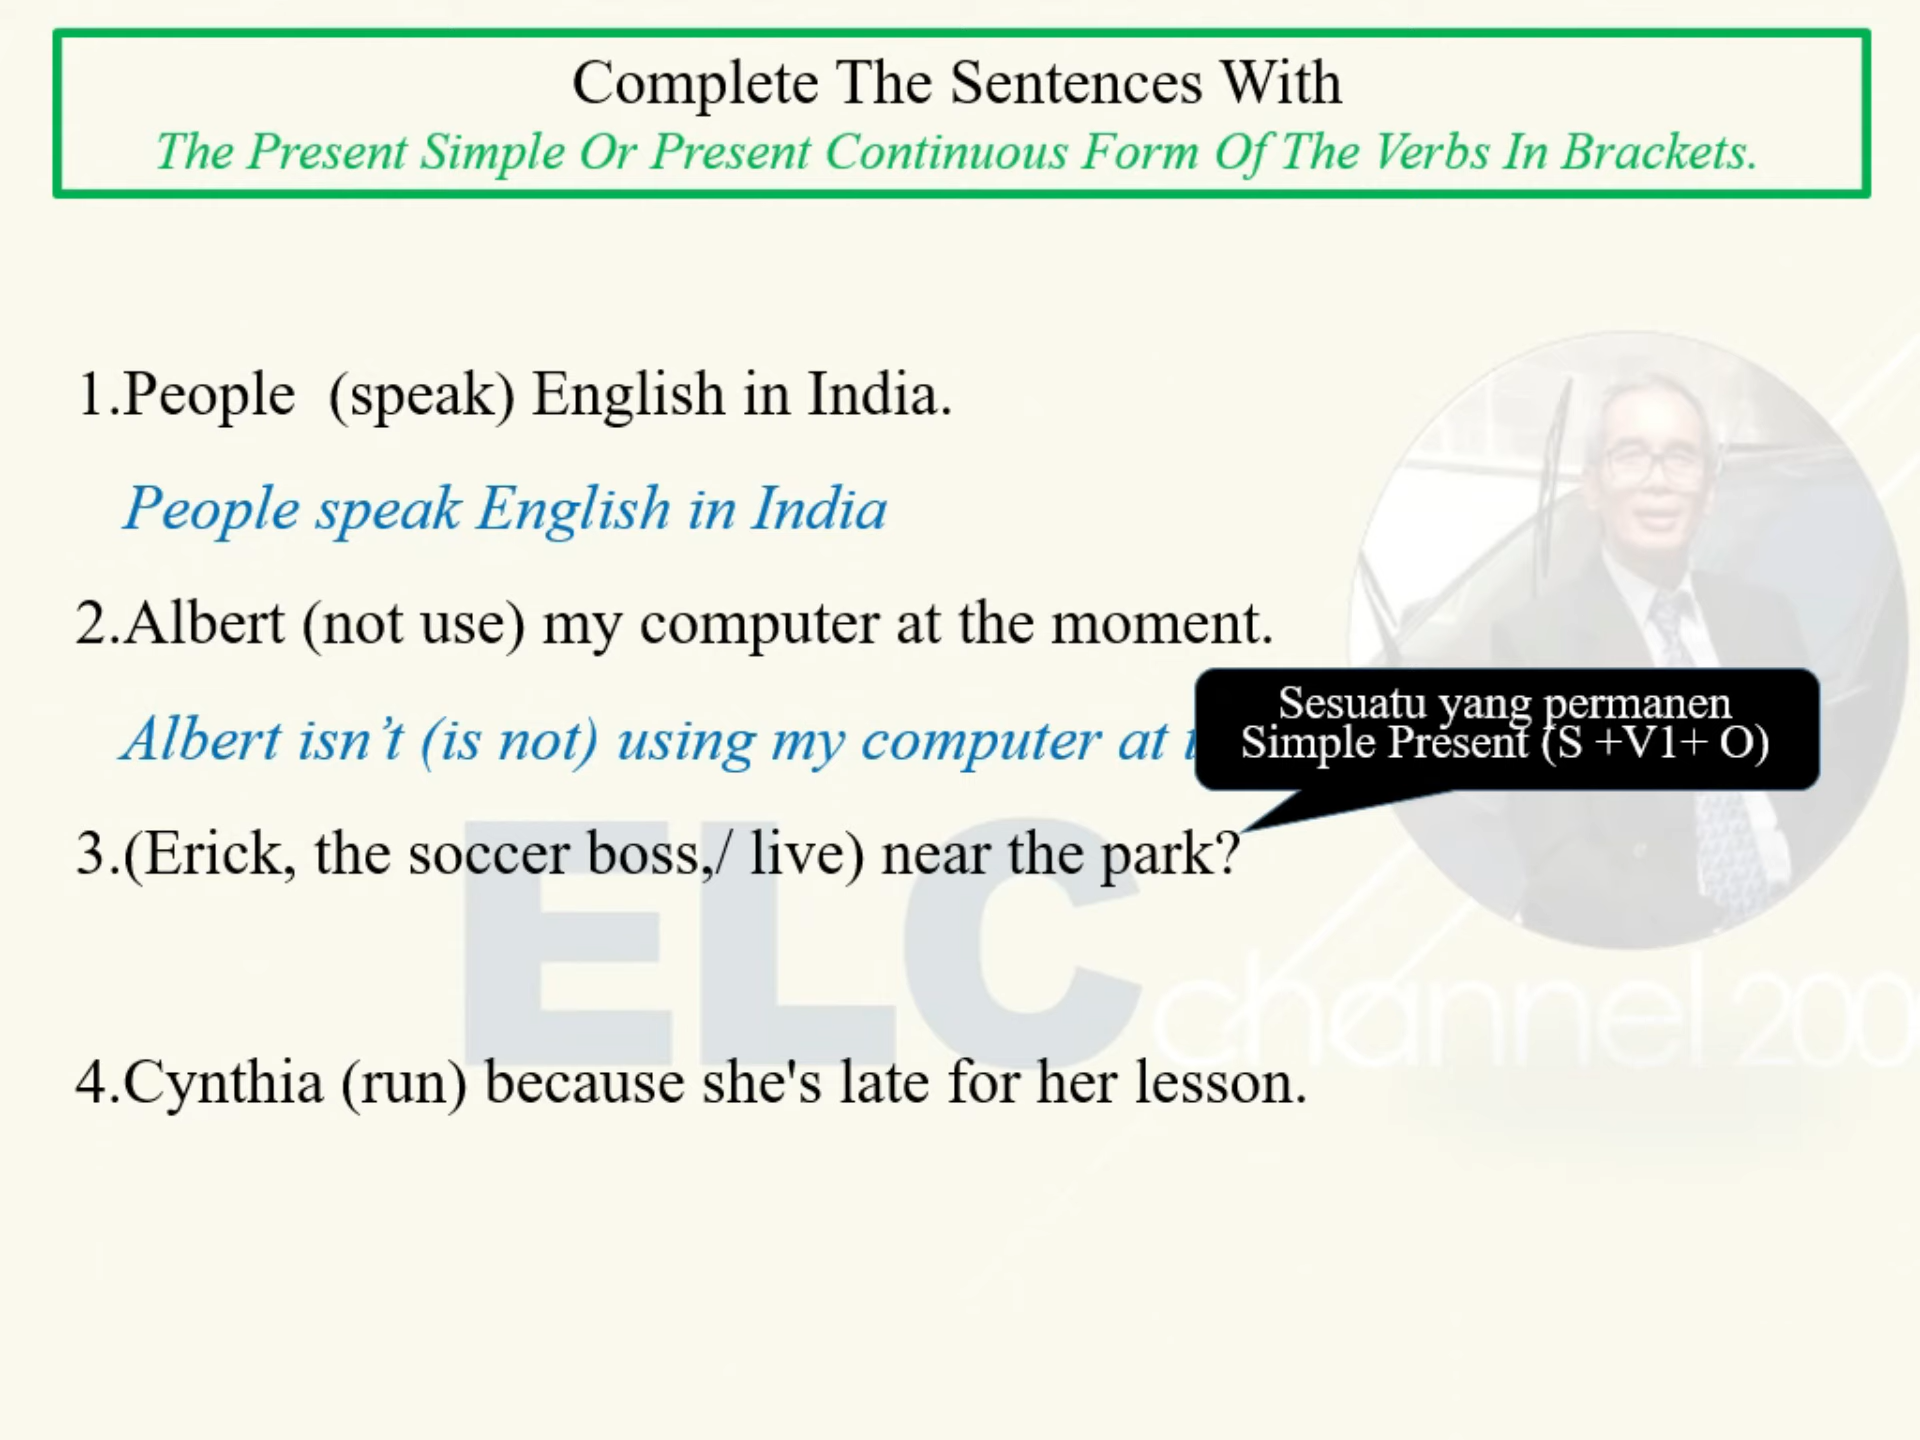 Complete The Sentences With
The Present Simple Or Present Continuous Form Of The Verbs In Brackets.
1.People (speak) English in India.
People speak English in India
2.Albert (not use) my computer at the moment.
Sesuatu yang permanen
Simple Present (S +V1+ O)
Albert isn’t (is not) using my computer at
3.(Erick, the soccer boss,/ live) near the park?
ELC channel 200
4.Cynthia (run) because she's late for her lesson.